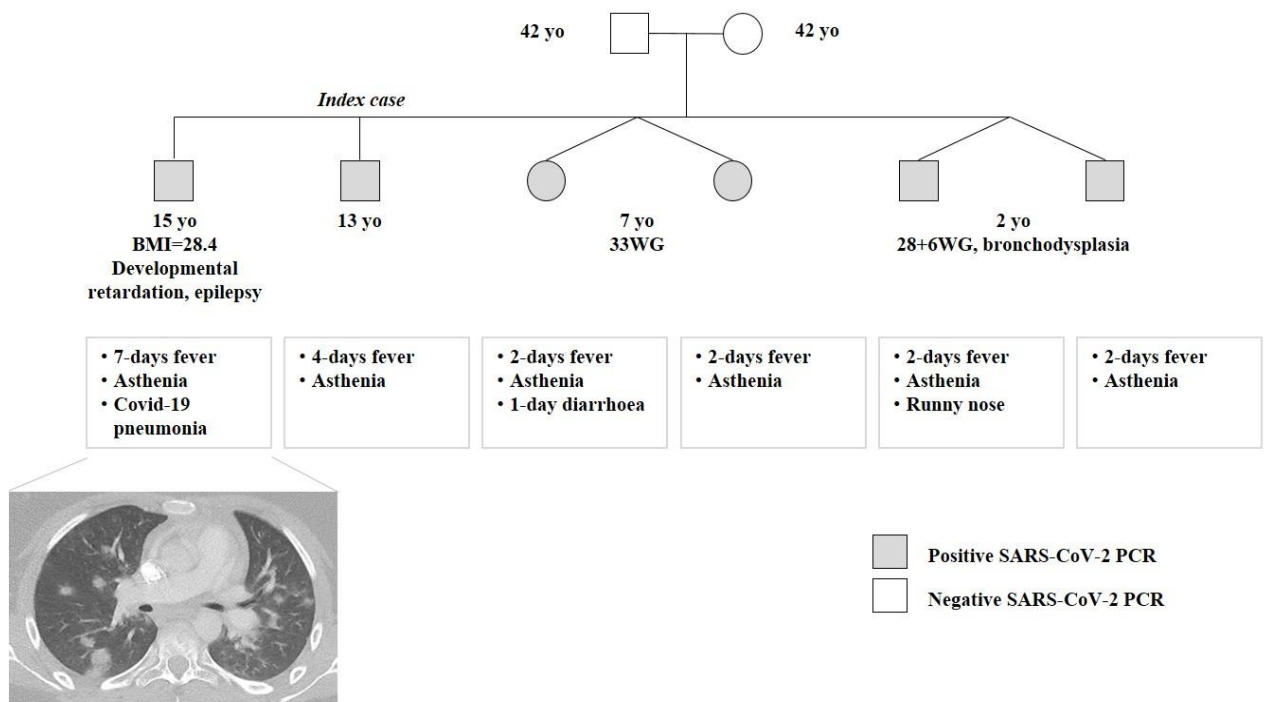 42 yo
42 yo
Index case
15 yo
BMI=28.4
Developmental
retardation, epilepsy
13 yo
7 yo
33WG
2 yo
28+6WG, bronchodysplasia
• 7-days fever
• Asthenia
• Covid-19
pneumonia
• 4-days fever
• Asthenia
• 2-days fever
• Asthenia
• 1-day diarrhoea
• 2-days fever
• Asthenia
• 2-days fever
• Asthenia
• Runny nose
• 2-days fever
• Asthenia
Positive SARS-CoV-2 PCR
Negative SARS-CoV-2 PCR